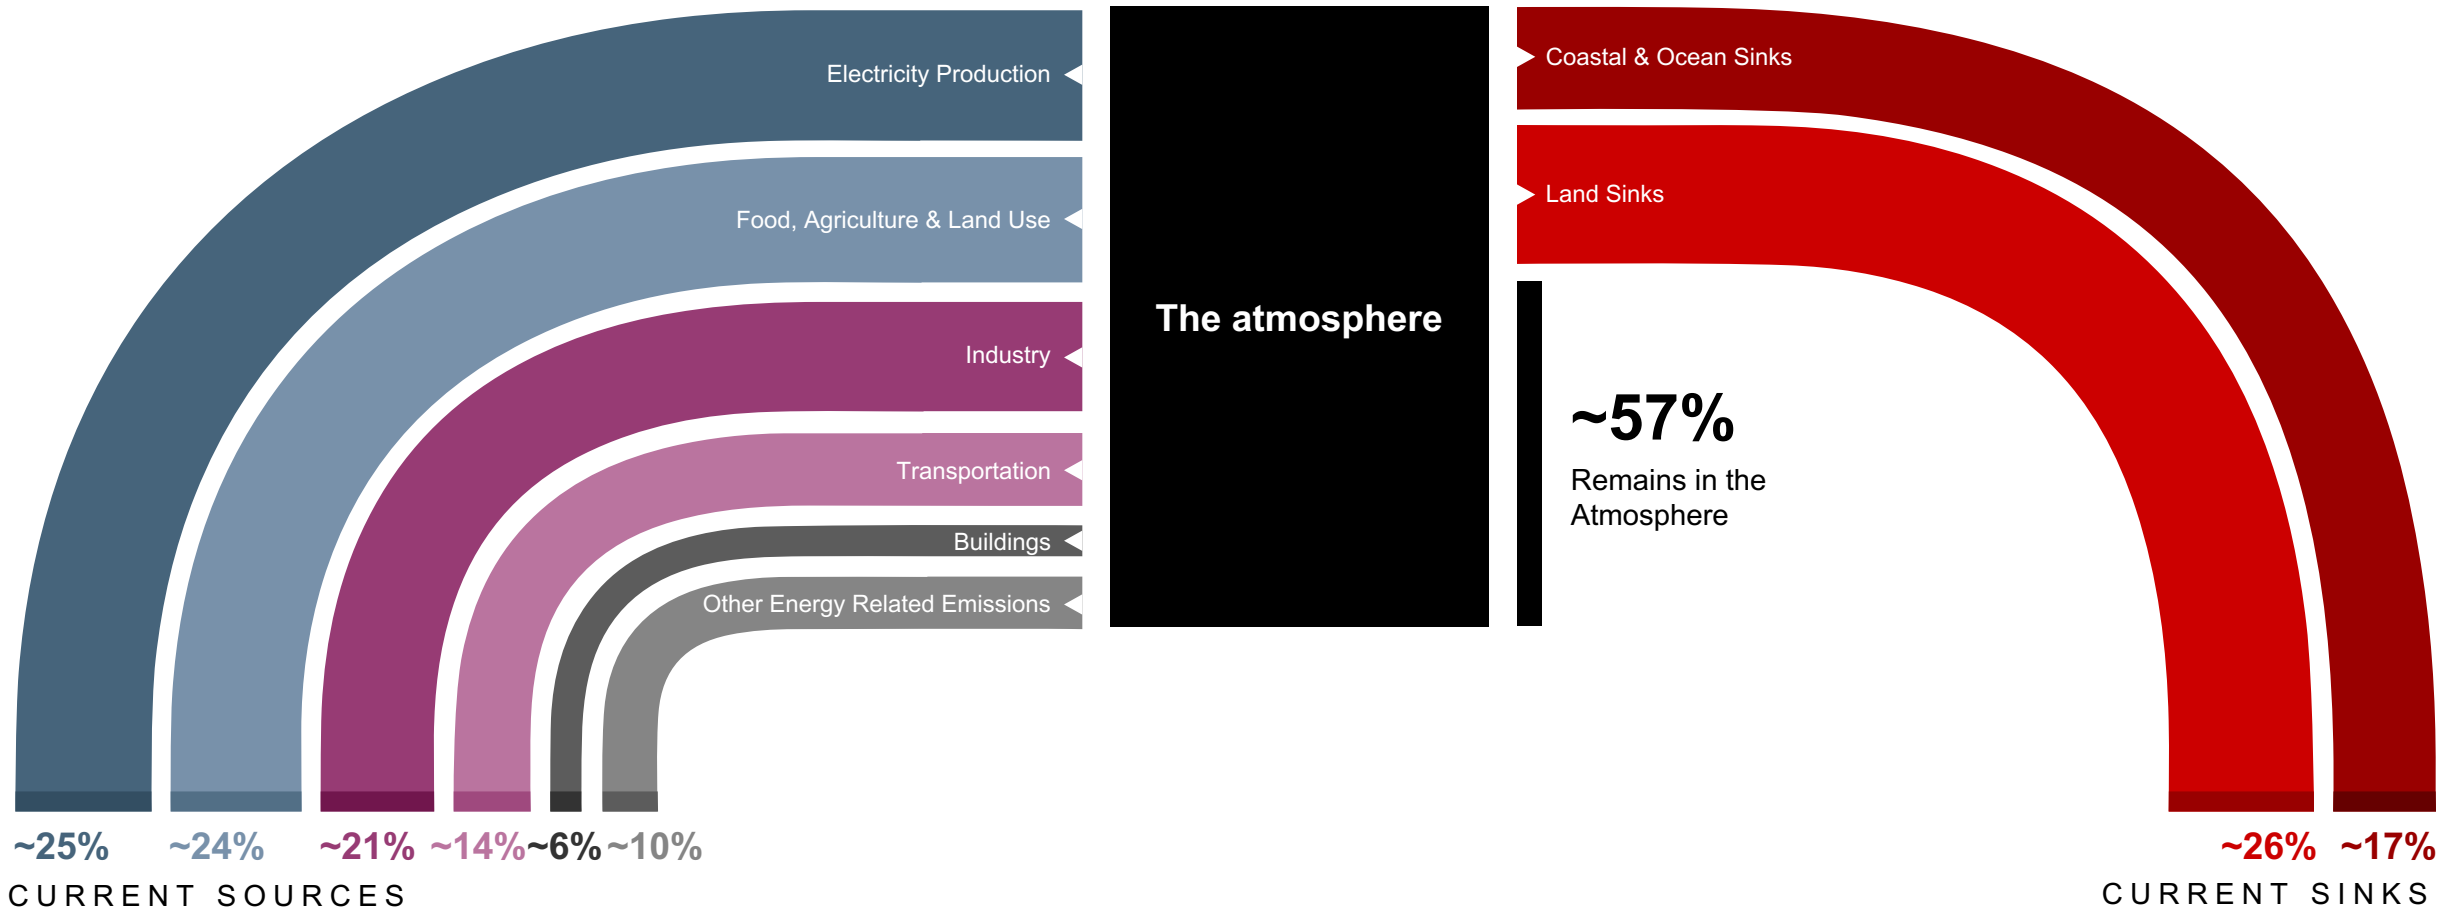 Electricity Production
Food, Agriculture & Land Use
Industry
Transportation
Buildings
Other Energy Related Emissions
The atmosphere
Coastal & Ocean Sinks
Land Sinks
~57%
Remains in the
Atmosphere
~25% ~24% ~21% ~14% ~6% ~10%
CURRENT SOURCES
~26% ~17%
CURRENT SINKS